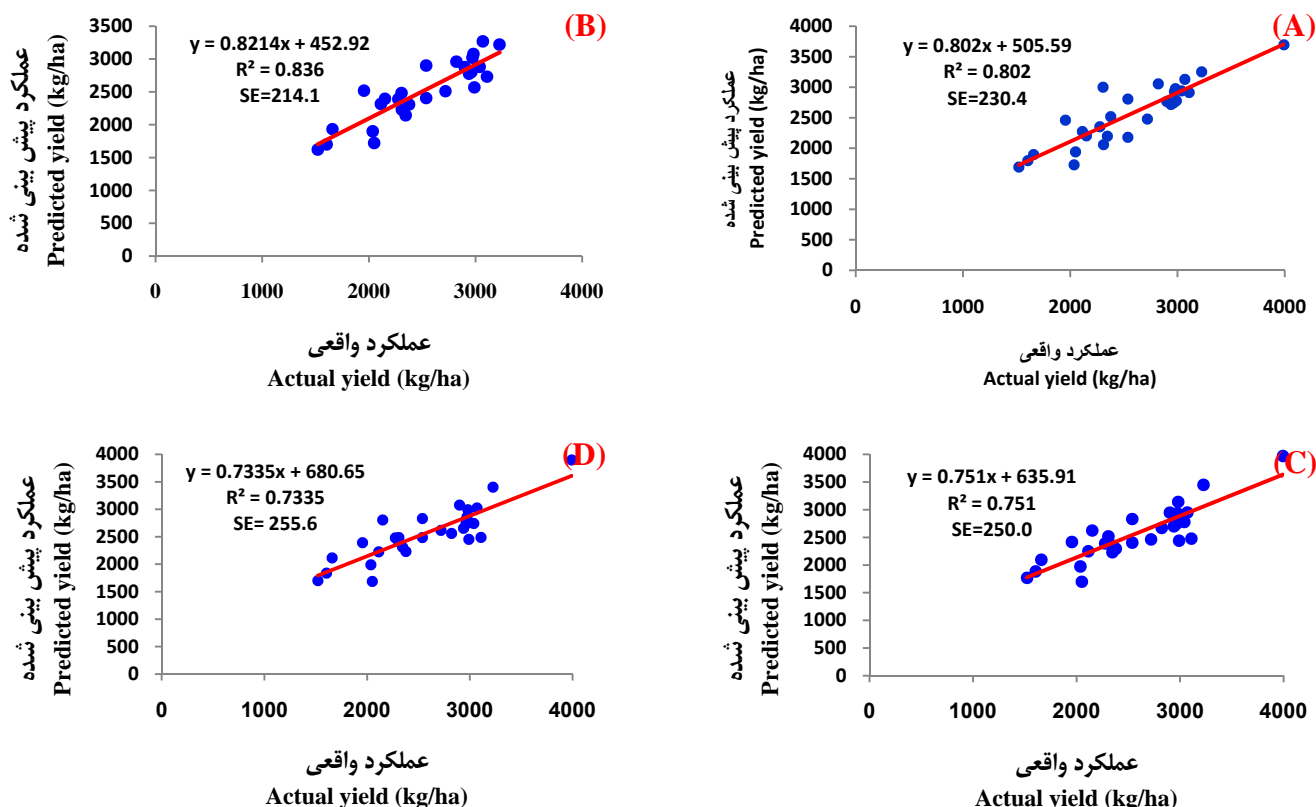 (B)
y = 0.8214x + 452.92
R² = 0.836
SE=214.1
3500
3000
2500
2000
1500
1000
500
0
0 1000 2000 3000 4000
عملکرد پیش بینی شده
Predicted yield (kg/ha)
عملکرد واقعی
Actual yield (kg/ha)
(A)
y = 0.802x + 505.59
R² = 0.802
SE=230.4
4000
3500
3000
2500
2000
1500
1000
500
0
0 1000 2000 3000 4000
عملکرد پیش بینی شده
Predicted yield (kg/ha)
عملکرد واقعی
Actual yield (kg/ha)
(D)
y = 0.7335x + 680.65
R² = 0.7335
SE= 255.6
4000
3500
3000
2500
2000
1500
1000
500
0
0 1000 2000 3000 4000
عملکرد پیش بینی شده
Predicted yield (kg/ha)
عملکرد واقعی
Actual yield (kg/ha)
(C)
y = 0.751x + 635.91
R² = 0.751
SE=250.0
4000
3500
3000
2500
2000
1500
1000
500
0
0 1000 2000 3000 4000
عملکرد پیش بینی شده
Predicted yield (kg/ha)
عملکرد واقعی
Actual yield (kg/ha)